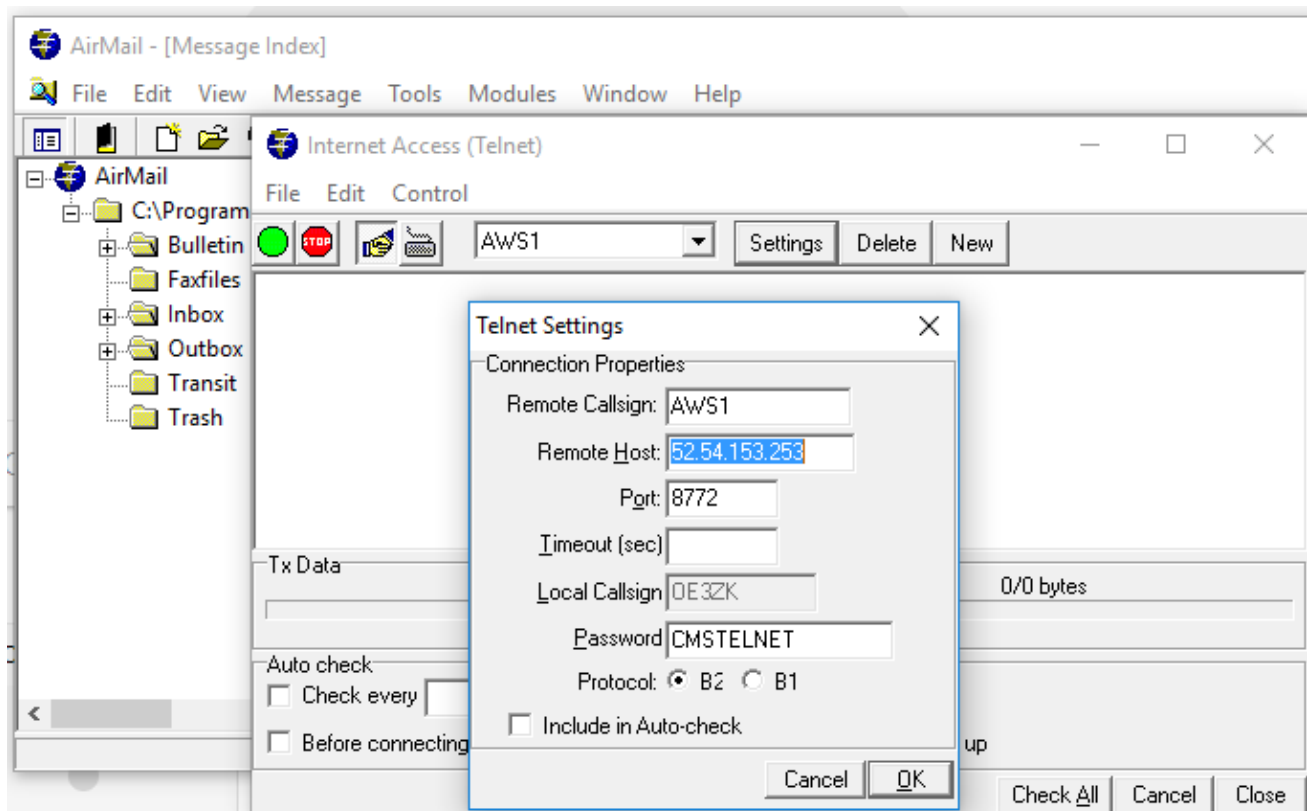 AirMail - [Message Index]
File Edit View Message Tools Modules Window Help
Internet Access (Telnet)
AirMail
File Edit Control
C:\Program
Bulletin
AWS1 Settings Delete New
Faxfiles
Inbox
Outbox
Transit
Trash
Telnet Settings
Connection Properties
Remote Callsign: AWS1
Remote Host: 52.54.153.253
Port: 8772
Timeout (sec)
Local Callsign OE3ZK
Password CMSTELNET
Protocol: B2 B1
Include in Auto-check
Cancel OK
Tx Data
0/0 bytes
Auto check
Check every
Before connecting up
Check All Cancel Close
STOP